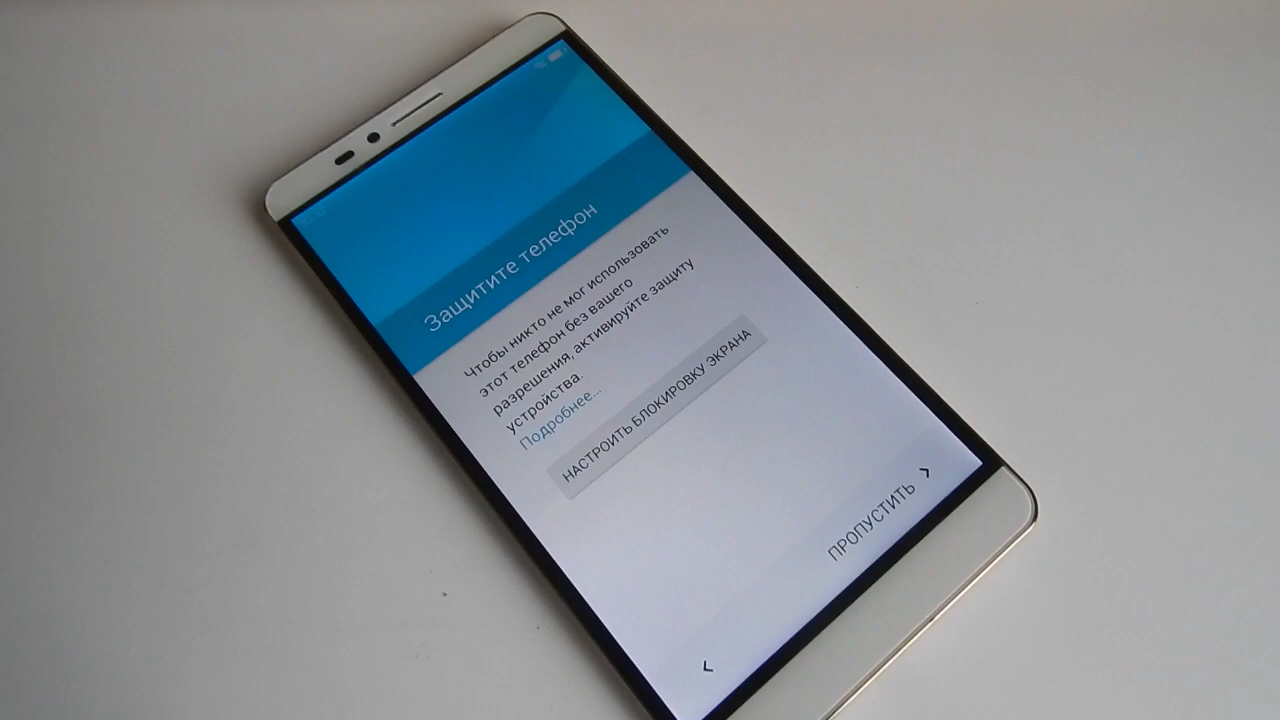 Защитите телефон
Чтобы никто не мог использовать
этот телефон без вашего
разрешения, активируйте защиту
устройства.
Подробнее...
НАСТРОИТЬ БЛОКИРОВКУ ЭКРАНА
ПРОПУСТИТЬ